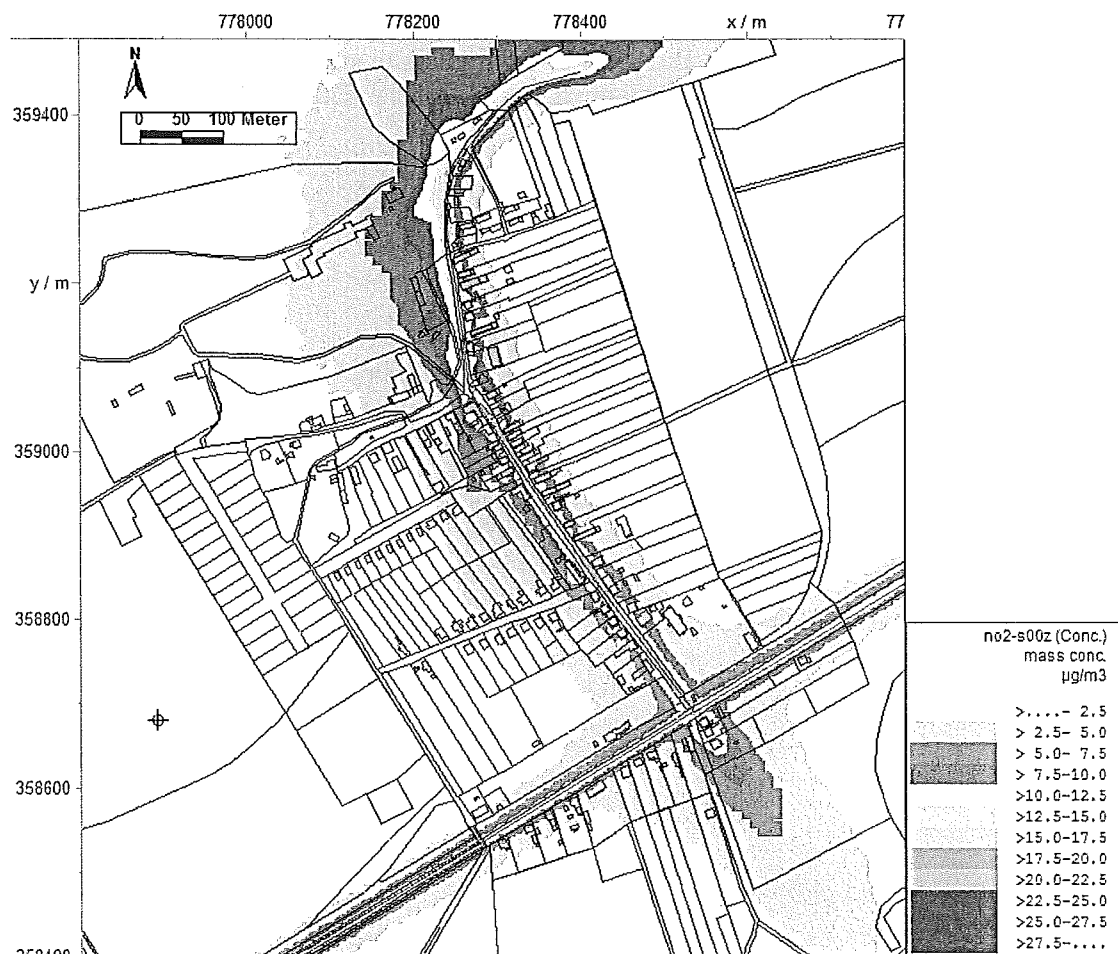 778000 778200 778400 x / m 77
N
0 50 100 Meter
359400
y / m
359000
358800
358600
no2-s00z (Conc.)
mass conc.
µg/m3
>....- 2.5
> 2.5- 5.0
> 5.0- 7.5
> 7.5-10.0
>10.0-12.5
>12.5-15.0
>15.0-17.5
>17.5-20.0
>20.0-22.5
>22.5-25.0
>25.0-27.5
>27.5-....